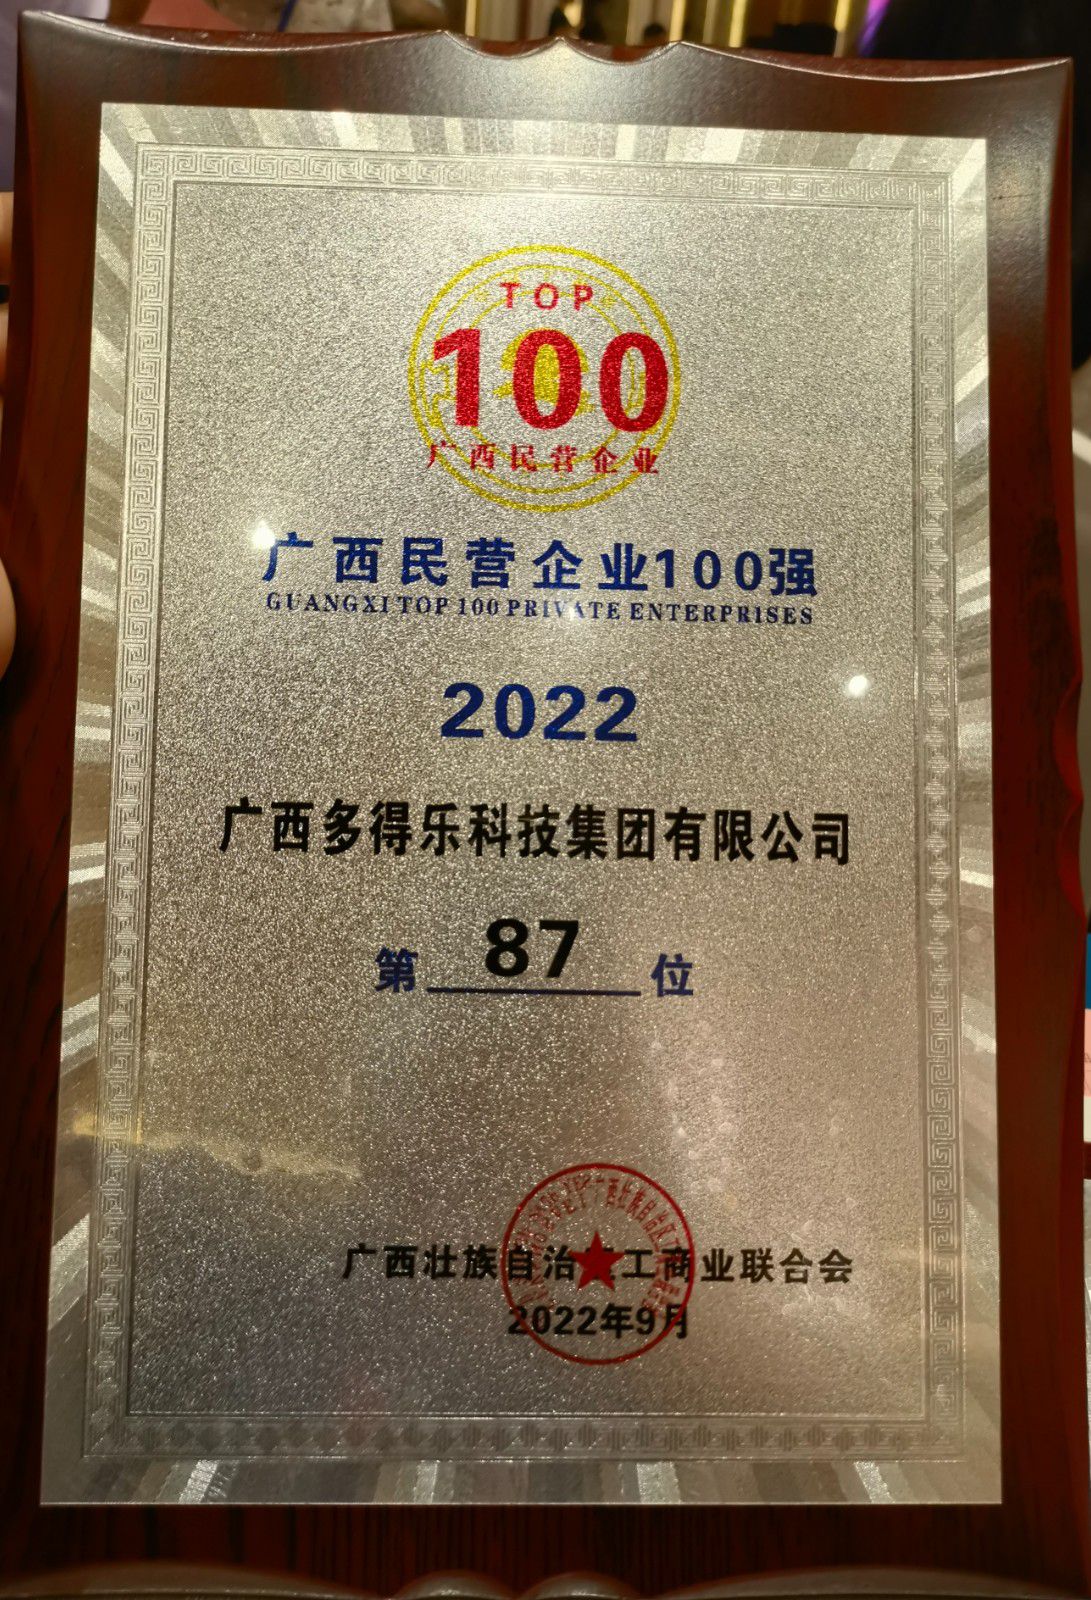 TOP
100
广西民营企业
广西民营企业100强
GUANGXI TOP 100 PRIVATE ENTERPRISES
2022
广西多得乐科技集团有限公司
第 87 位
广西壮族自治区工商业联合会
2022年9月